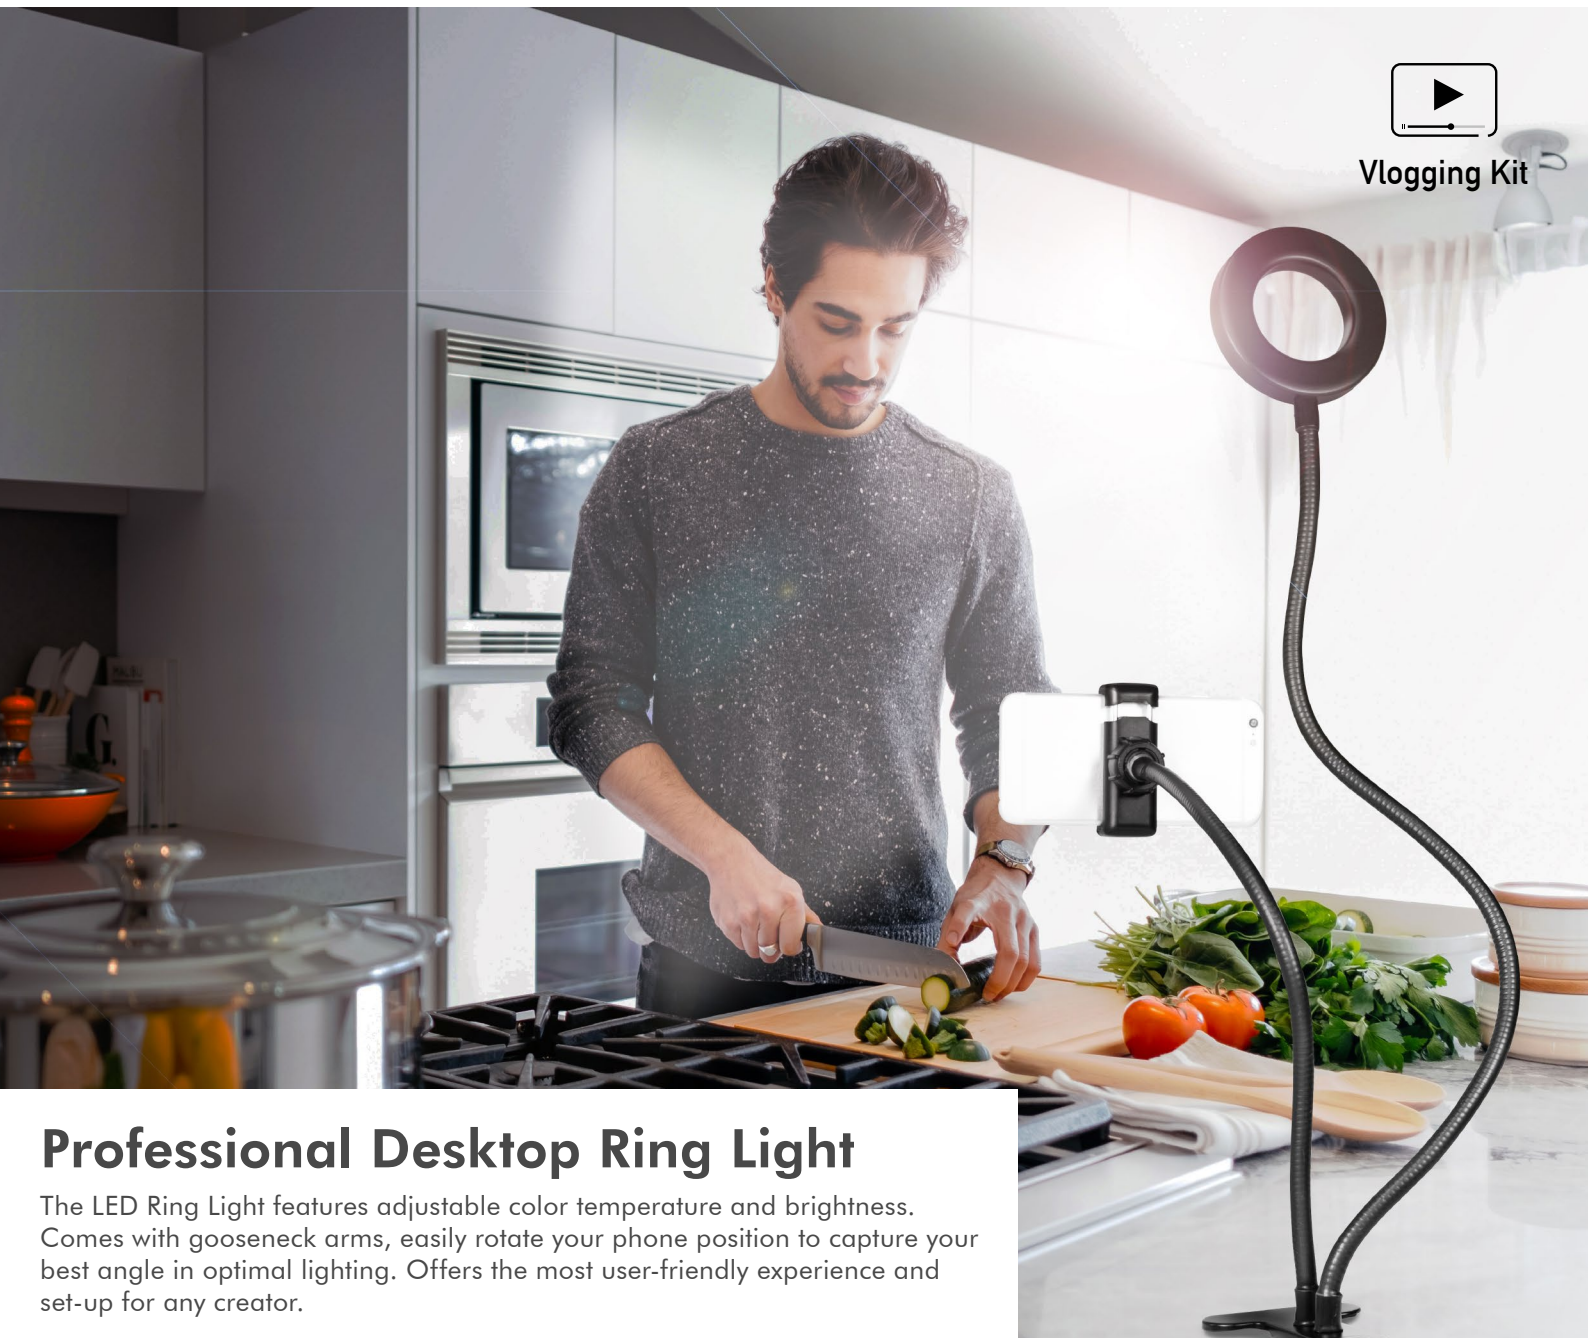 Vlogging Kit
Professional Desktop Ring Light
The LED Ring Light features adjustable color temperature and brightness.
Comes with gooseneck arms, easily rotate your phone position to capture your
best angle in optimal lighting. Offers the most user-friendly experience and
set-up for any creator.